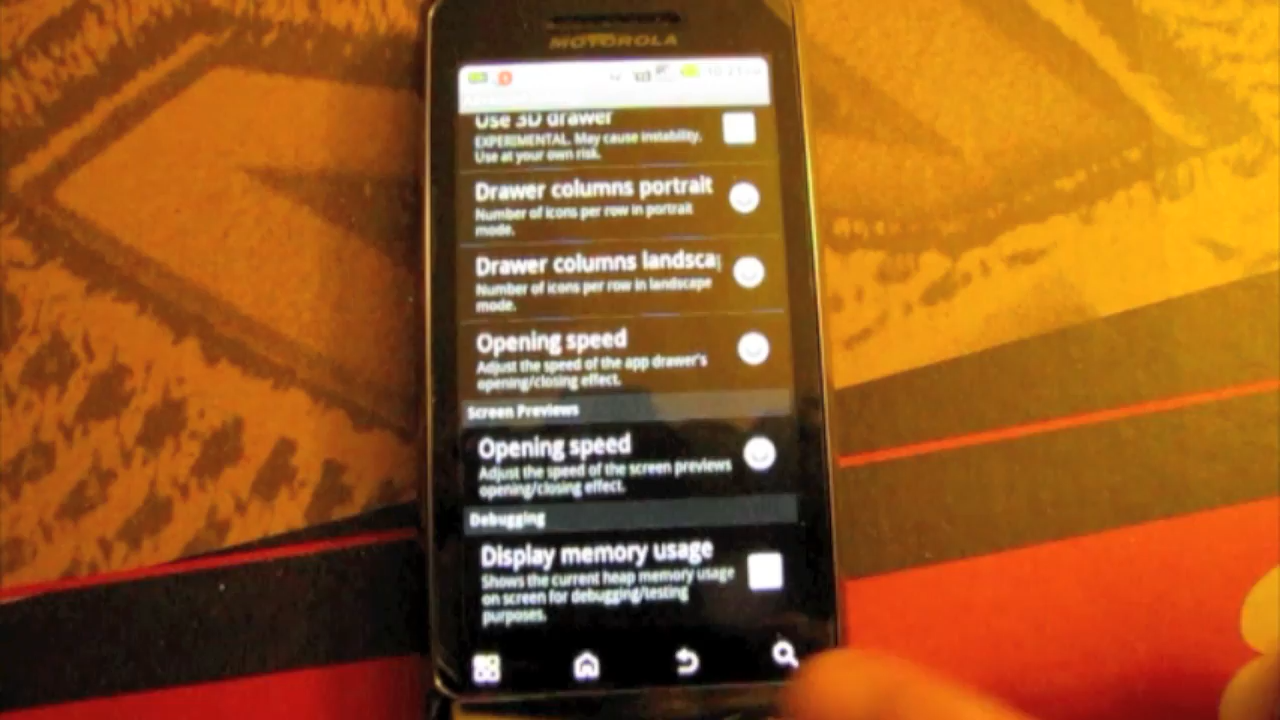 MOTOROLA
Use 3D drawer
EXPERIMENTAL. May cause instability.
Use at your own risk.
Drawer columns portrait
Number of icons per row in portrait
mode.
Drawer columns landsca
Number of icons per row in landscape
mode.
Opening speed
Adjust the speed of the app drawer's
opening/closing effect.
Screen Previews
Opening speed
Adjust the speed of the screen previews
opening/closing effect.
Debugging
Display memory usage
Shows the current heap memory usage
on screen for debugging/testing
purposes.